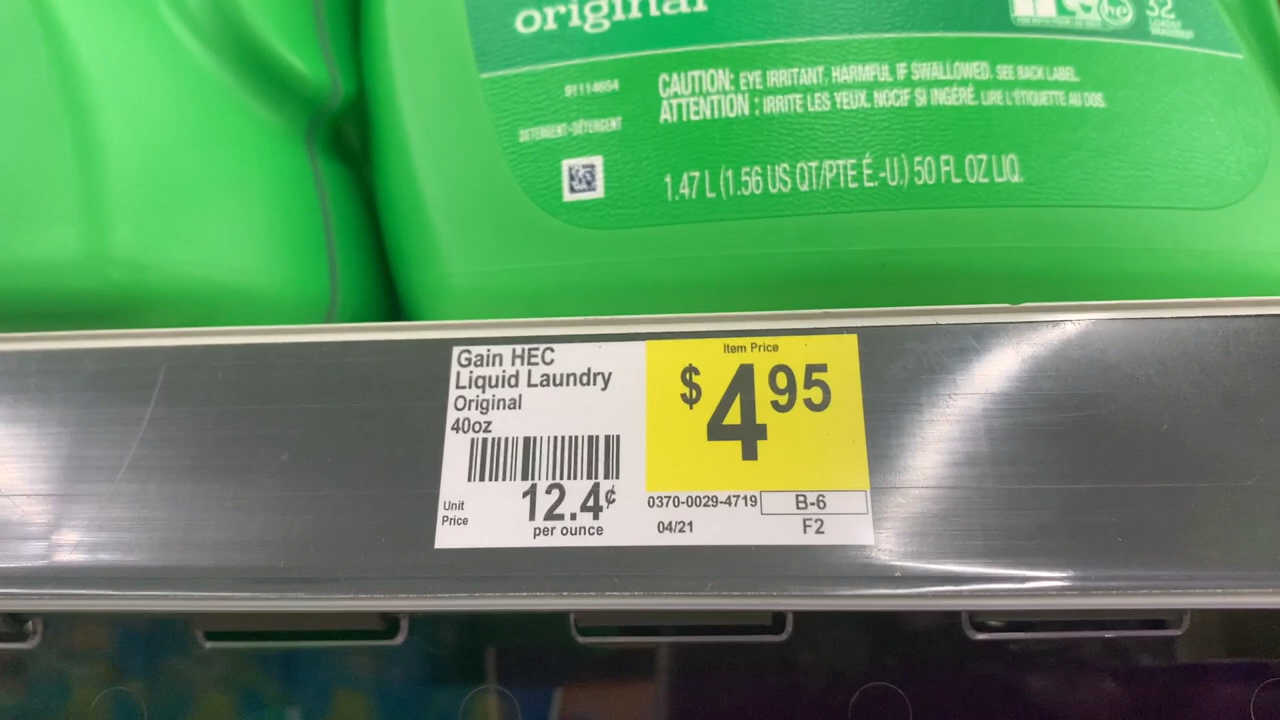 original
he
32
LOADS
91114654
CAUTION: EYE IRRITANT. HARMFUL IF SWALLOWED. SEE BACK LABEL.
ATTENTION : IRRITE LES YEUX. NOCIF SI INGÉRÉ. LIRE L'ÉTIQUETTE AU DOS.
DETERGENT•DÉTERGENT
1.47 L (1.56 US QT/PTE É.-U.) 50 FL OZ LIQ.
Gain HEC
Liquid Laundry
Original
40oz
Unit
Price
12.4¢
per ounce
Item Price
$4 95
0370-0029-4719
B-6
04/21
F2